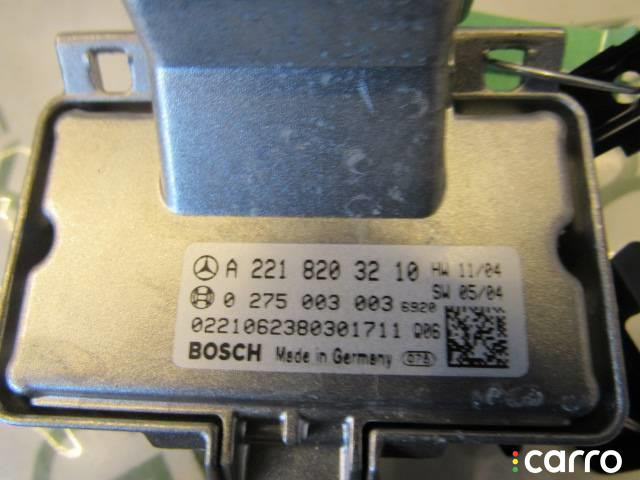 A 221 820 32 10 HW 11/04
SW 05/04
0 275 003 003 6920
0221062380301711 Q06
BOSCH Made in Germany 074
carro